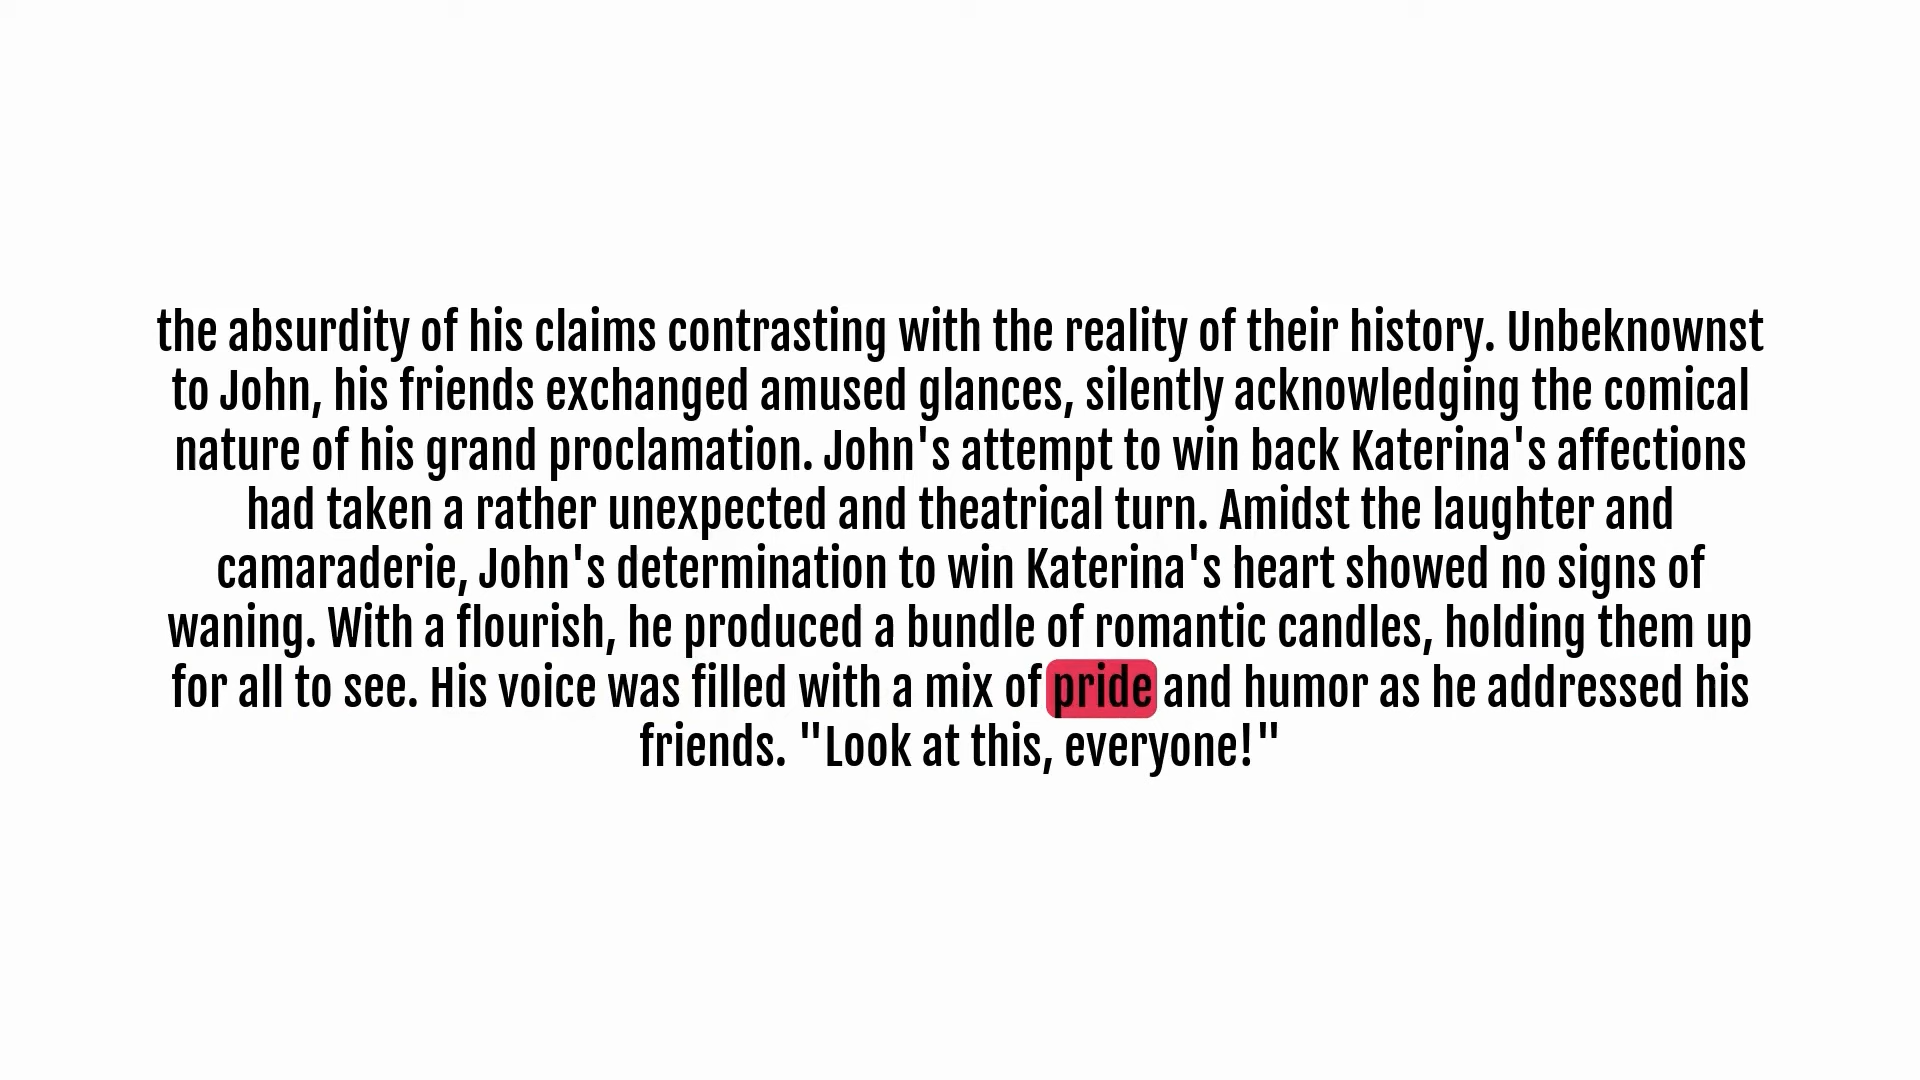 the absurdity of his claims contrasting with the reality of their history. Unbeknownst
to John, his friends exchanged amused glances, silently acknowledging the comical
nature of his grand proclamation. John's attempt to win back Katerina's affections
had taken a rather unexpected and theatrical turn. Amidst the laughter and
camaraderie, John's determination to win Katerina's heart showed no signs of
waning. With a flourish, he produced a bundle of romantic candles, holding them up
for all to see. His voice was filled with a mix of pride and humor as he addressed his
friends. "Look at this, everyone!"